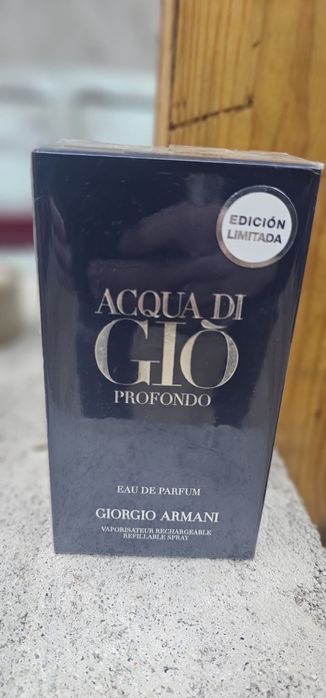 EDICIÓN
LIMITADA
ACQUA DI
GIÒ
PROFONDO
EAU DE PARFUM
GIORGIO ARMANI
VAPORISATEUR RECHARGEABLE
REFILLABLE SPRAY